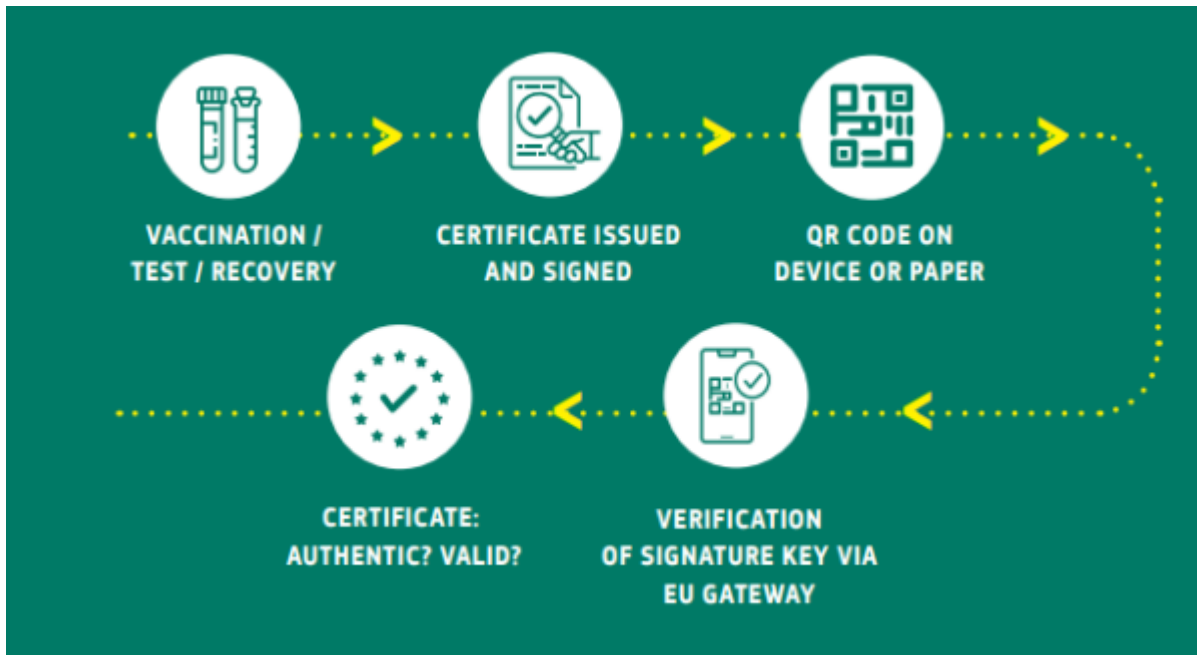 VACCINATION /
TEST / RECOVERY
CERTIFICATE ISSUED
AND SIGNED
QR CODE ON
DEVICE OR PAPER
VERIFICATION
OF SIGNATURE KEY VIA
EU GATEWAY
CERTIFICATE:
AUTHENTIC? VALID?